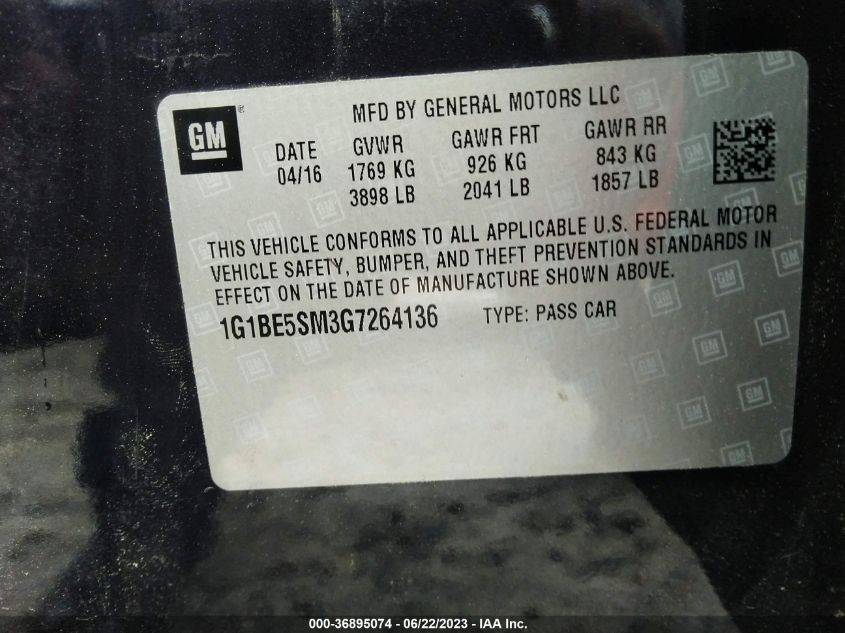 GM ®
MFD BY GENERAL MOTORS LLC
DATE GVWR GAWR FRT GAWR RR
04/16 1769 KG 926 KG 843 KG
3898 LB 2041 LB 1857 LB
THIS VEHICLE CONFORMS TO ALL APPLICABLE U.S. FEDERAL MOTOR
VEHICLE SAFETY, BUMPER, AND THEFT PREVENTION STANDARDS IN
EFFECT ON THE DATE OF MANUFACTURE SHOWN ABOVE.
1G1BE5SM3G7264136 TYPE: PASS CAR
000-36895074 - 06/22/2023 - IAA Inc.